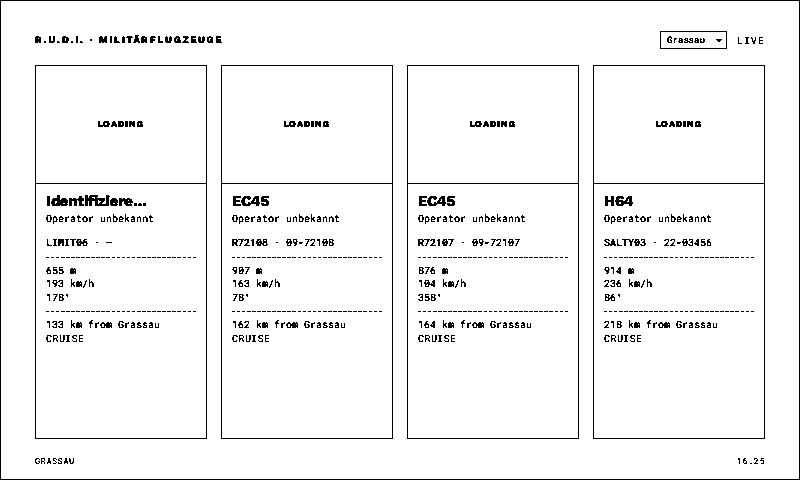 R.U.D.I. · MILITÄRFLUGZEUGE
Grassau
LIVE
LOADING
Identifiziere…
Operator unbekannt
LIMIT06 · —
655 m
193 km/h
178°
133 km from Grassau
CRUISE
LOADING
EC45
Operator unbekannt
R72108 · 09-72108
907 m
163 km/h
78°
162 km from Grassau
CRUISE
LOADING
EC45
Operator unbekannt
R72107 · 09-72107
876 m
104 km/h
358°
164 km from Grassau
CRUISE
LOADING
H64
Operator unbekannt
SALTY03 · 22-03456
914 m
236 km/h
86°
218 km from Grassau
CRUISE
GRASSAU
16.25